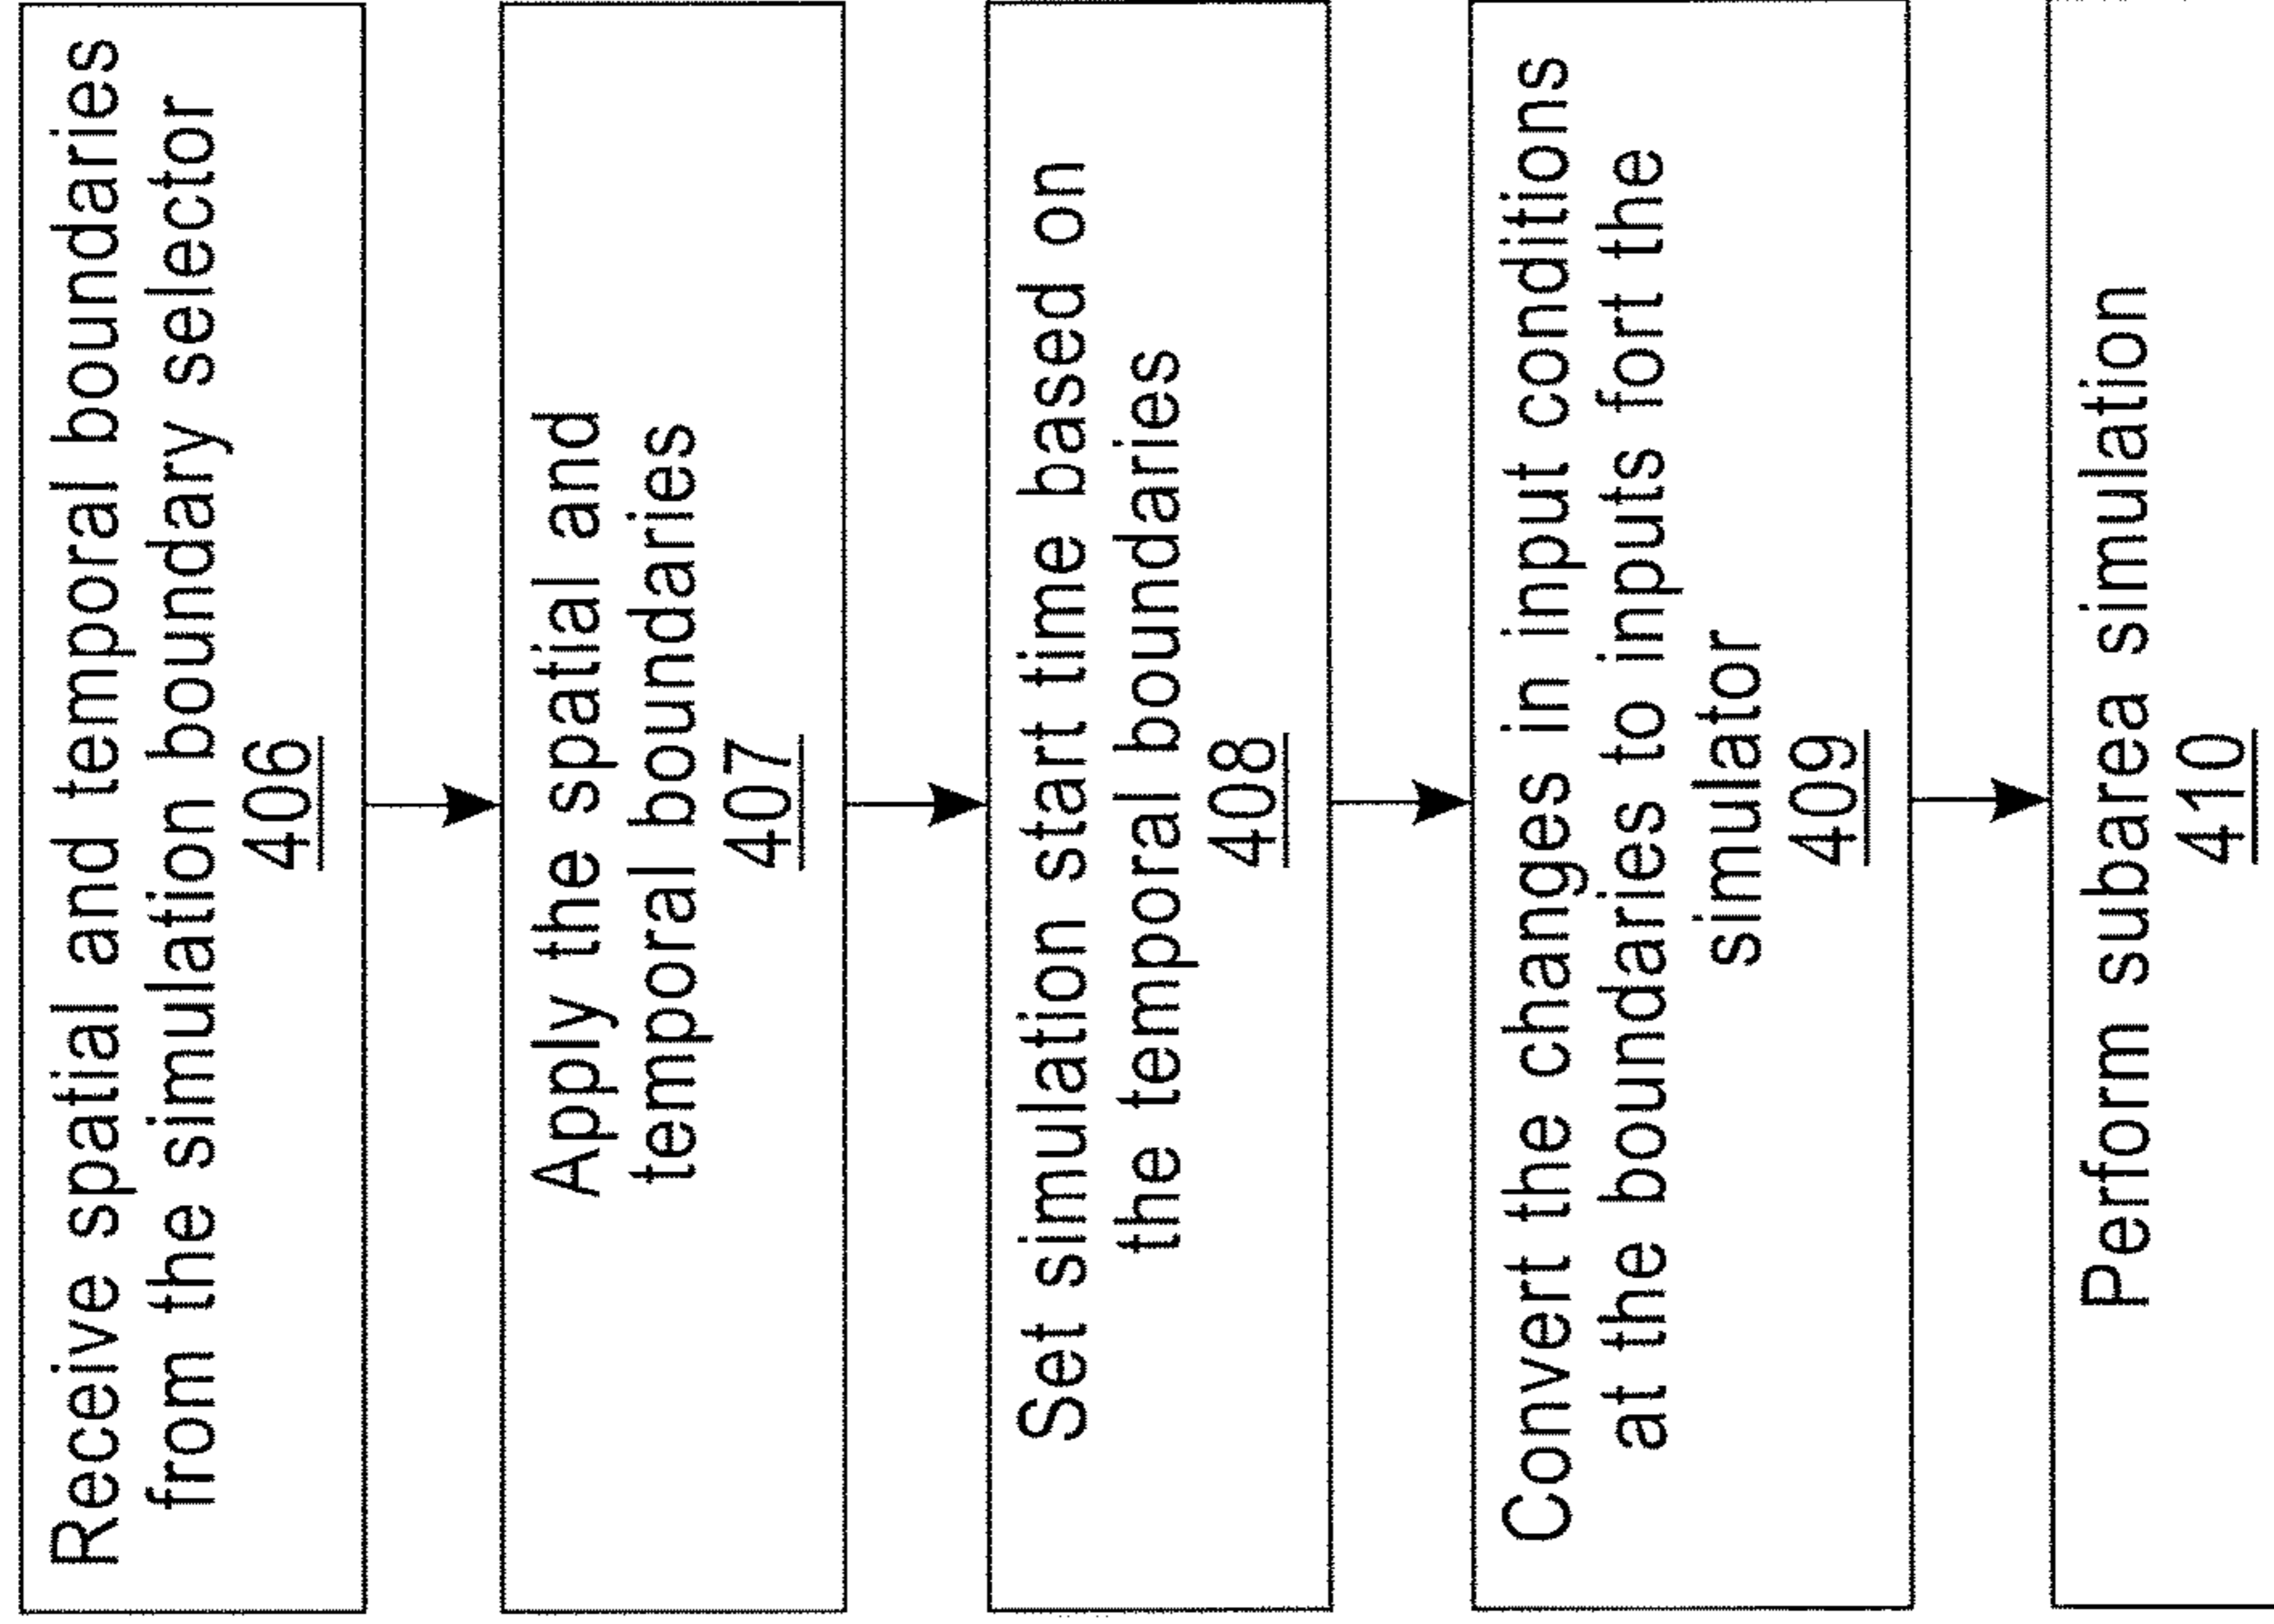 Receive spatial and temporal boundaries
from the simulation boundary selector
406
Apply the spatial and
temporal boundaries
407
Set simulation start time based on
the temporal boundaries
408
Convert the changes in input conditions
at the boundaries to inputs fort the
simulator
409
Perform subarea simulation
410